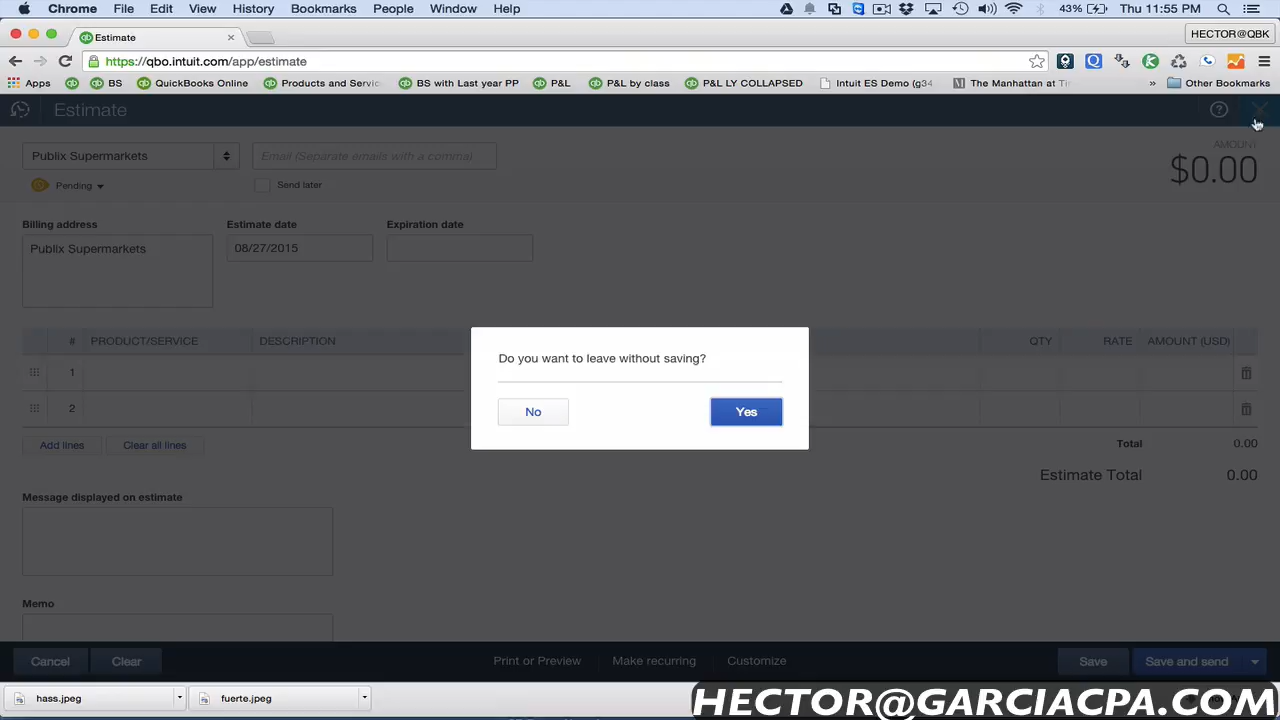 Chrome File Edit View History Bookmarks People Window Help 43% Thu 11:55 PM
Estimate HECTOR@QBK
https://qbo.intuit.com/app/estimate
Apps BS QuickBooks Online Products and Servic BS with Last year PP P&L P&L by class P&L LY COLLAPSED Intuit ES Demo (g34 The Manhattan at Ti » Other Bookmarks
Estimate
AMOUNT
Publix Supermarkets Email (Separate emails with a comma) $0.00
Pending Send later
Billing address Estimate date Expiration date
Publix Supermarkets 08/27/2015
# PRODUCT/SERVICE DESCRIPTION QTY RATE AMOUNT (USD)
Do you want to leave without saving?
1
No Yes
2
Add lines Clear all lines Total 0.00
Estimate Total 0.00
Message displayed on estimate
Memo
Cancel Clear Print or Preview Make recurring Customize Save Save and send
hass.jpeg fuerte.jpeg
HECTOR@GARCIACPA.COM